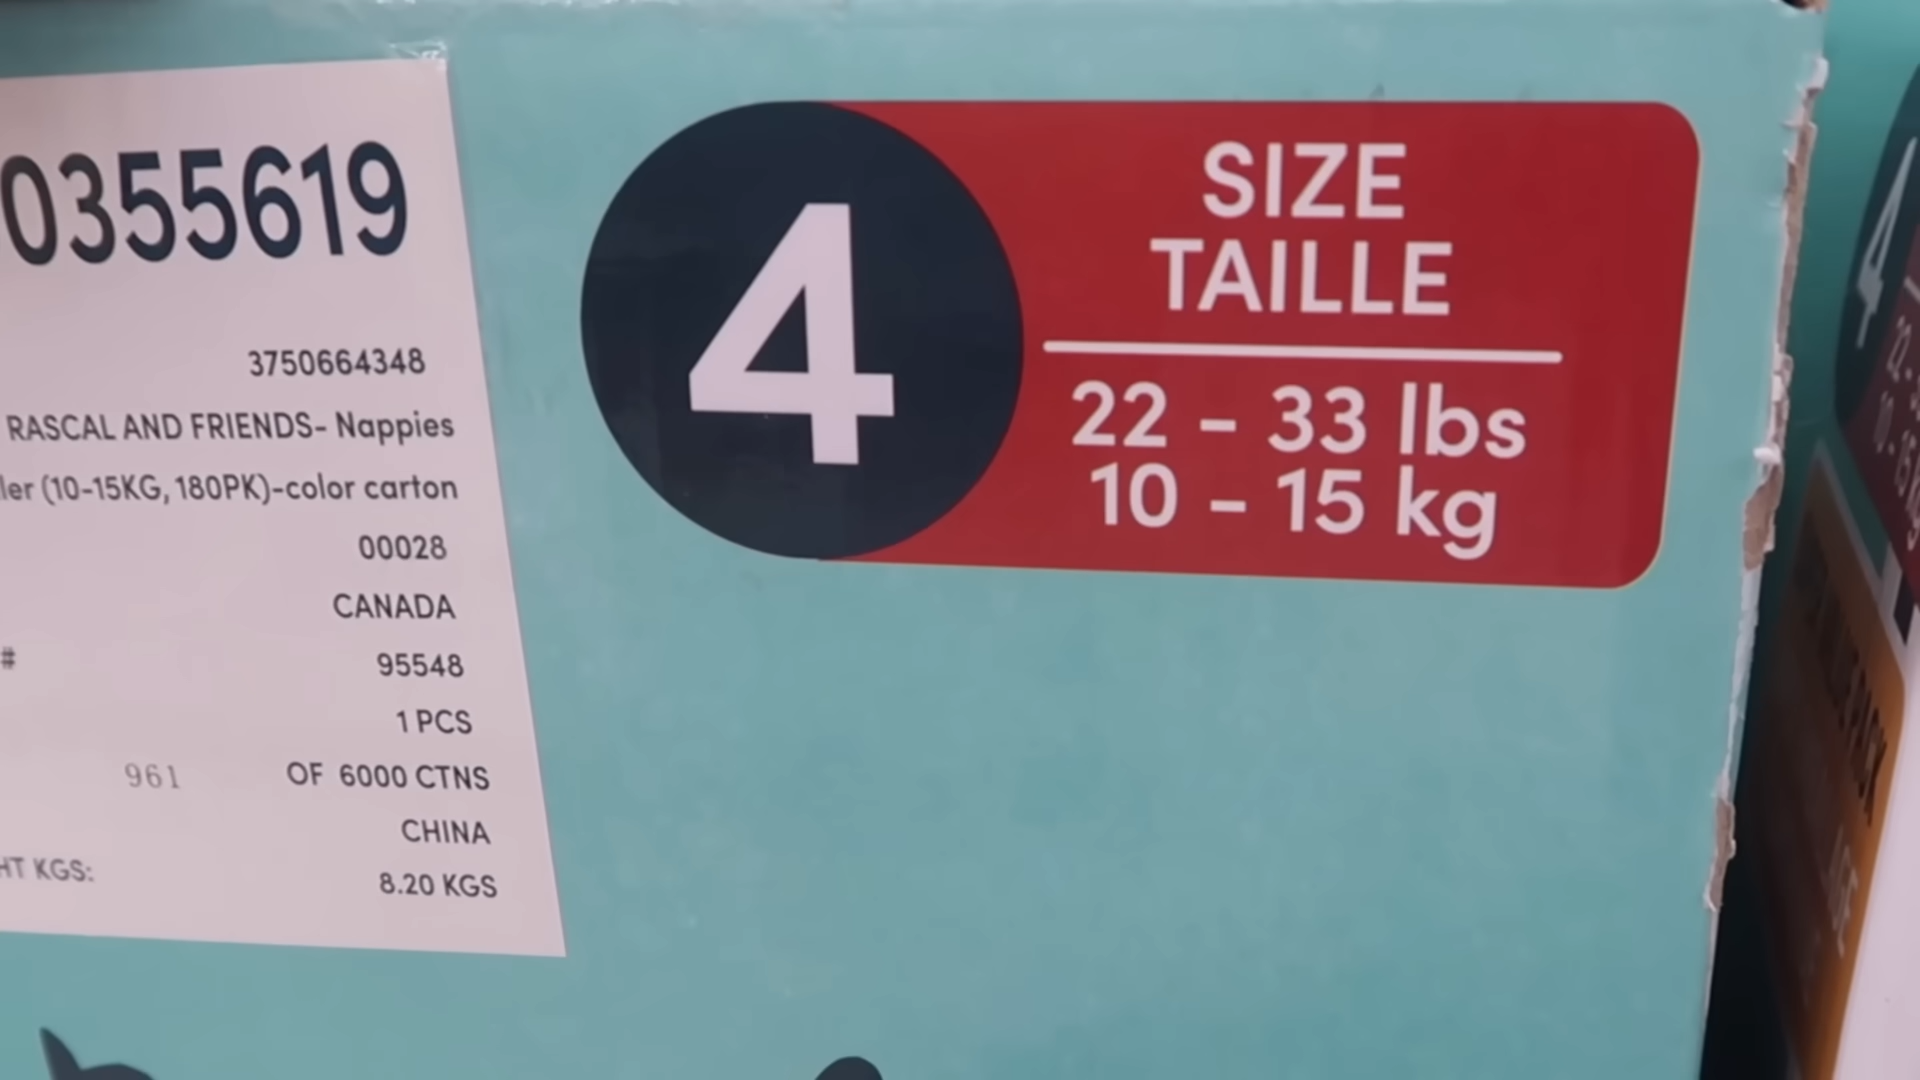 0355619
3750664348
RASCAL AND FRIENDS- Nappies
ler (10-15KG, 180PK)-color carton
00028
CANADA
#
95548
1 PCS
961 OF 6000 CTNS
CHINA
HT KGS: 8.20 KGS
4
SIZE
TAILLE
22 - 33 lbs
10 - 15 kg
4